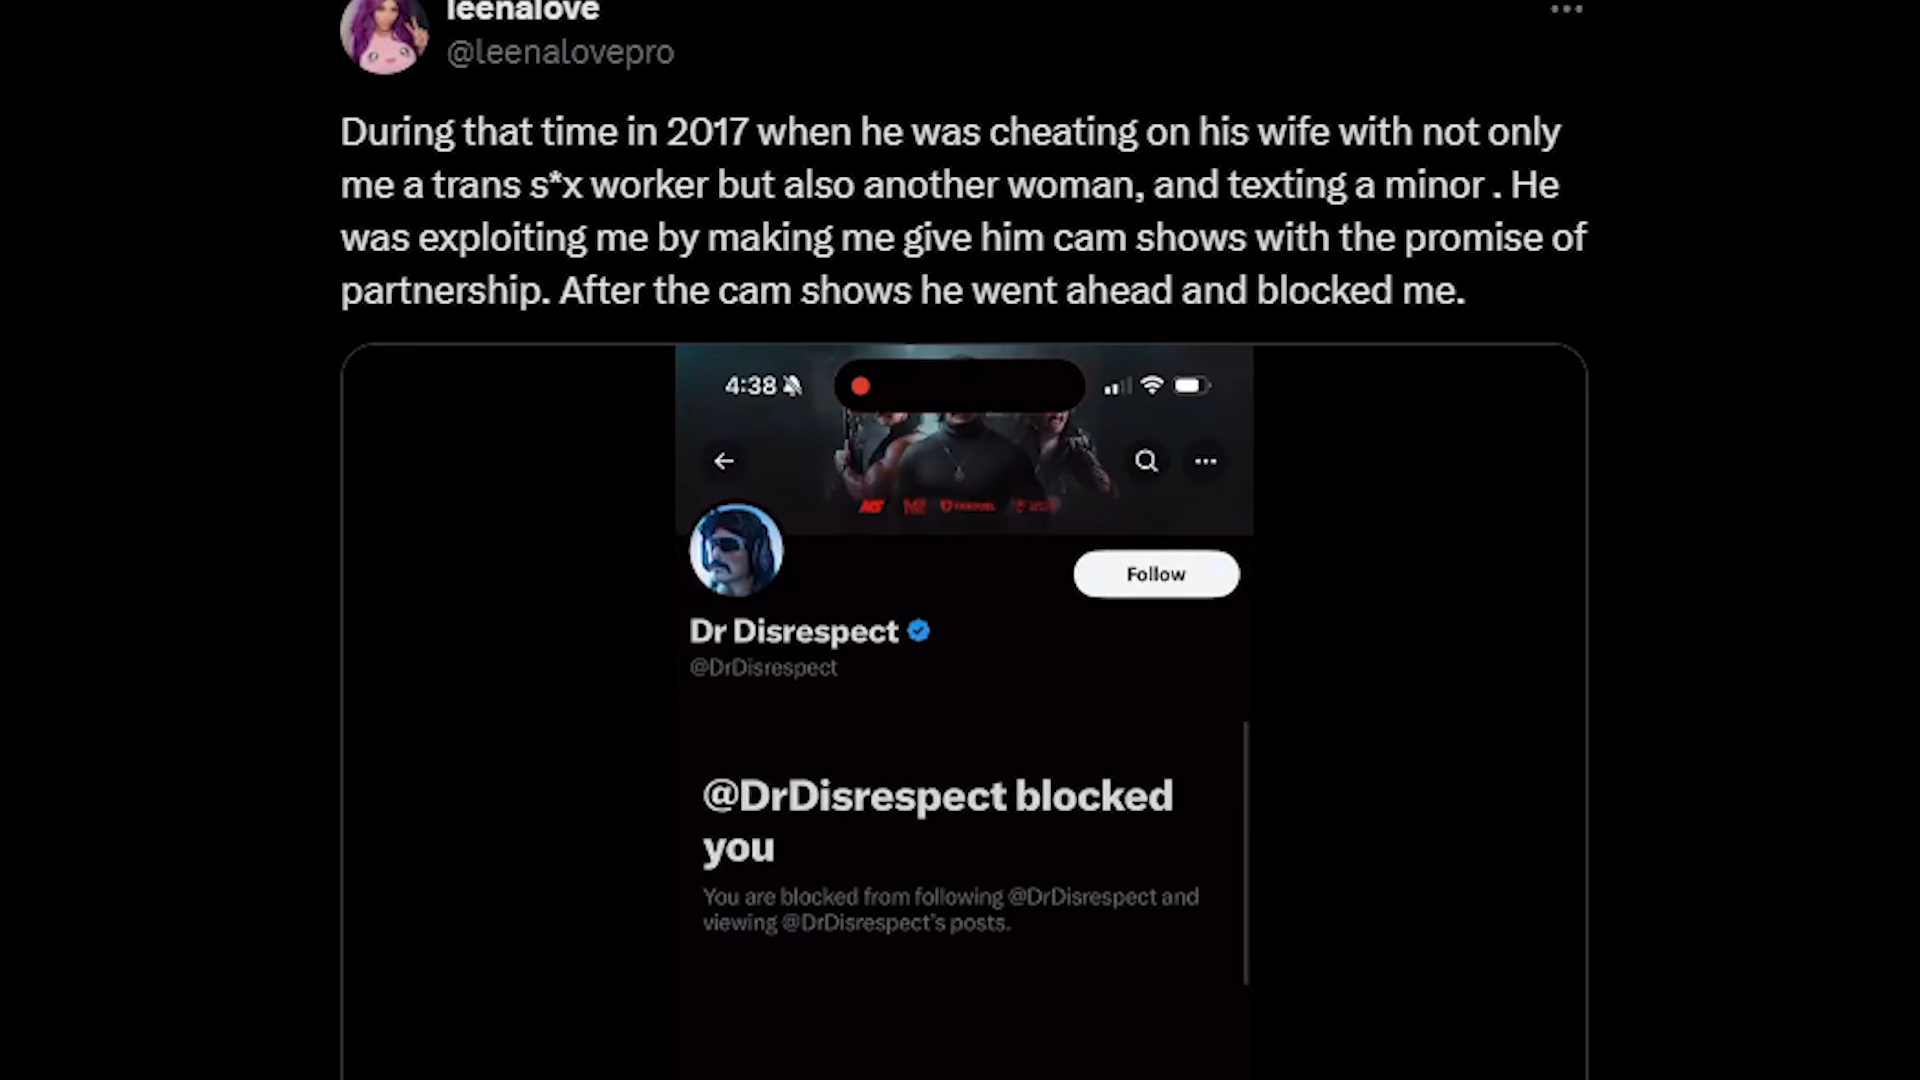 leenalove
@leenalovepro
During that time in 2017 when he was cheating on his wife with not only
me a trans s*x worker but also another woman, and texting a minor . He
was exploiting me by making me give him cam shows with the promise of
partnership. After the cam shows he went ahead and blocked me.
4:38
Follow
Dr Disrespect
@DrDisrespect
@DrDisrespect blocked
you
You are blocked from following @DrDisrespect and
viewing @DrDisrespect's posts.